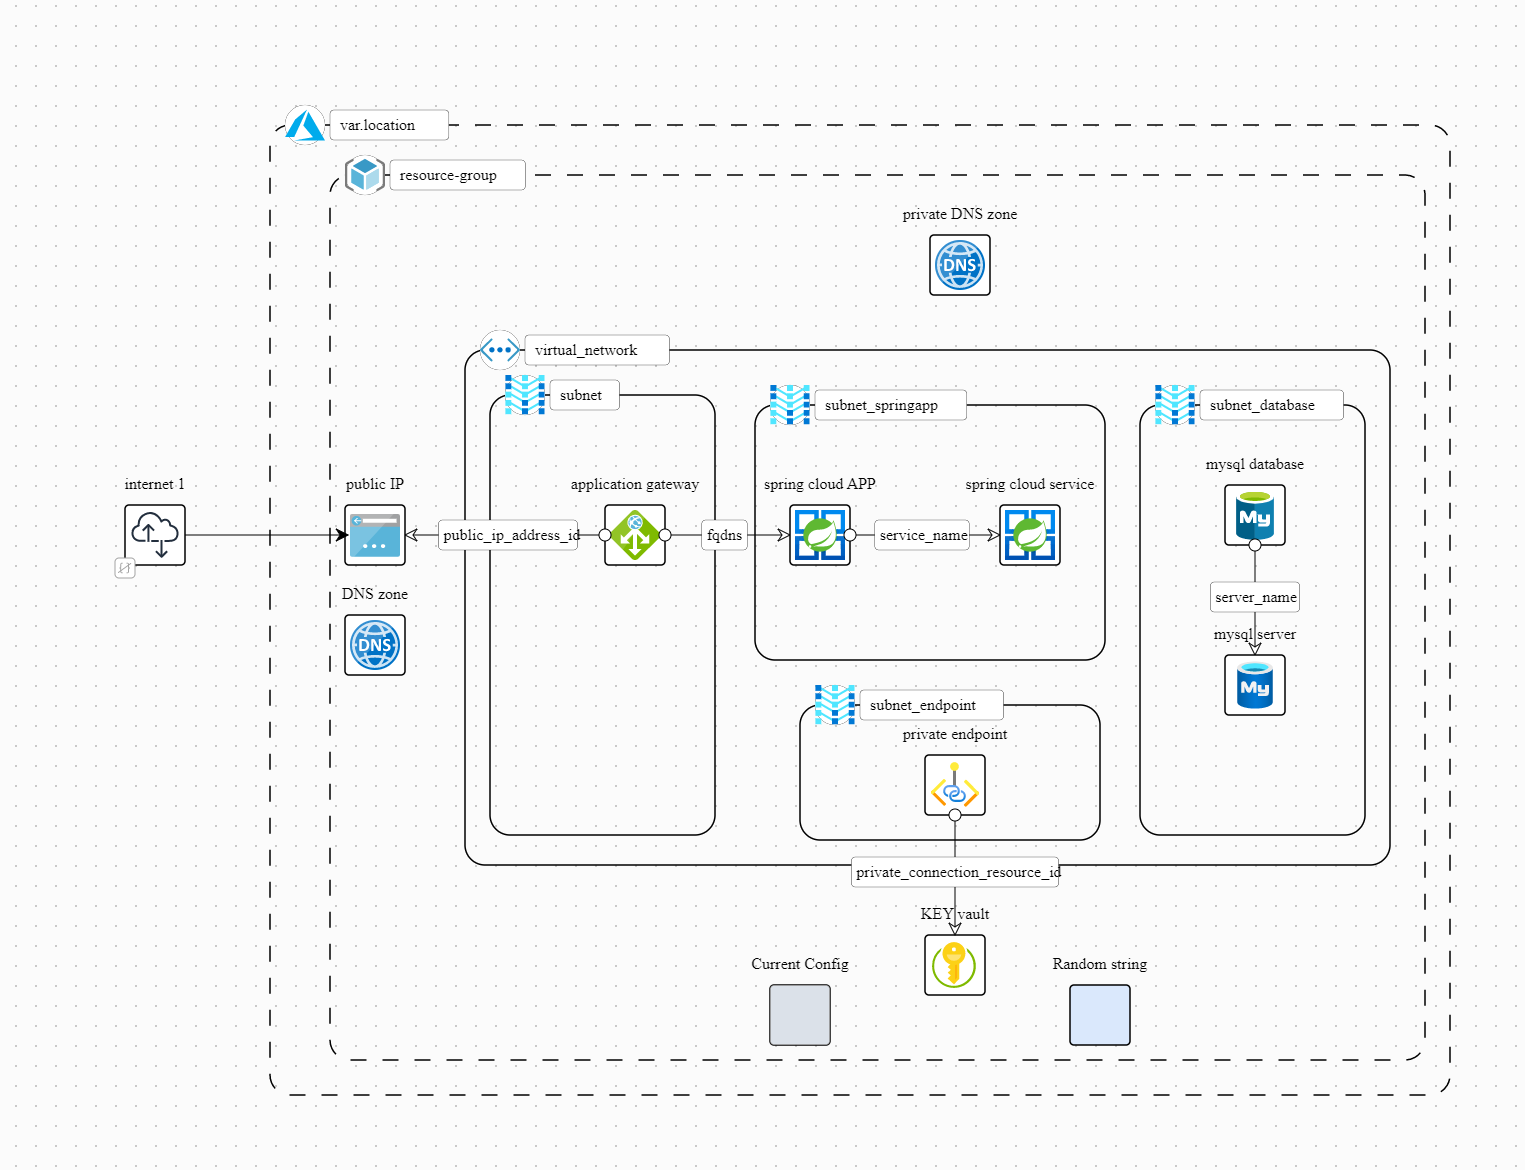 var.location
resource-group
private DNS zone
DNS
virtual_network
subnet
subnet_springapp
subnet_database
mysql database
My
internet 1
public IP
application gateway
spring cloud APP
spring cloud service
public_ip_address_id
fqdns
service_name
server_name
DNS zone
DNS
mysql server
My
subnet_endpoint
private endpoint
private_connection_resource_id
KEY vault
Current Config
Random string